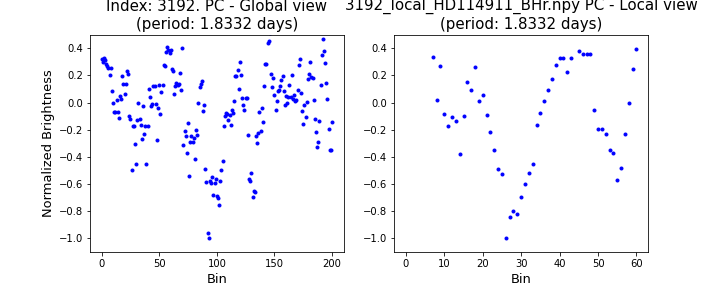 Index: 3192. PC - Global view
(period: 1.8332 days)
3192_local_HD114911_BHr.npy PC - Local view
(period: 1.8332 days)
Normalized Brightness
0.4
0.2
0.0
−0.2
−0.4
−0.6
−0.8
−1.0
0 50 100 150 200
Bin
0.4
0.2
0.0
−0.2
−0.4
−0.6
−0.8
−1.0
0 20 40 60
Bin